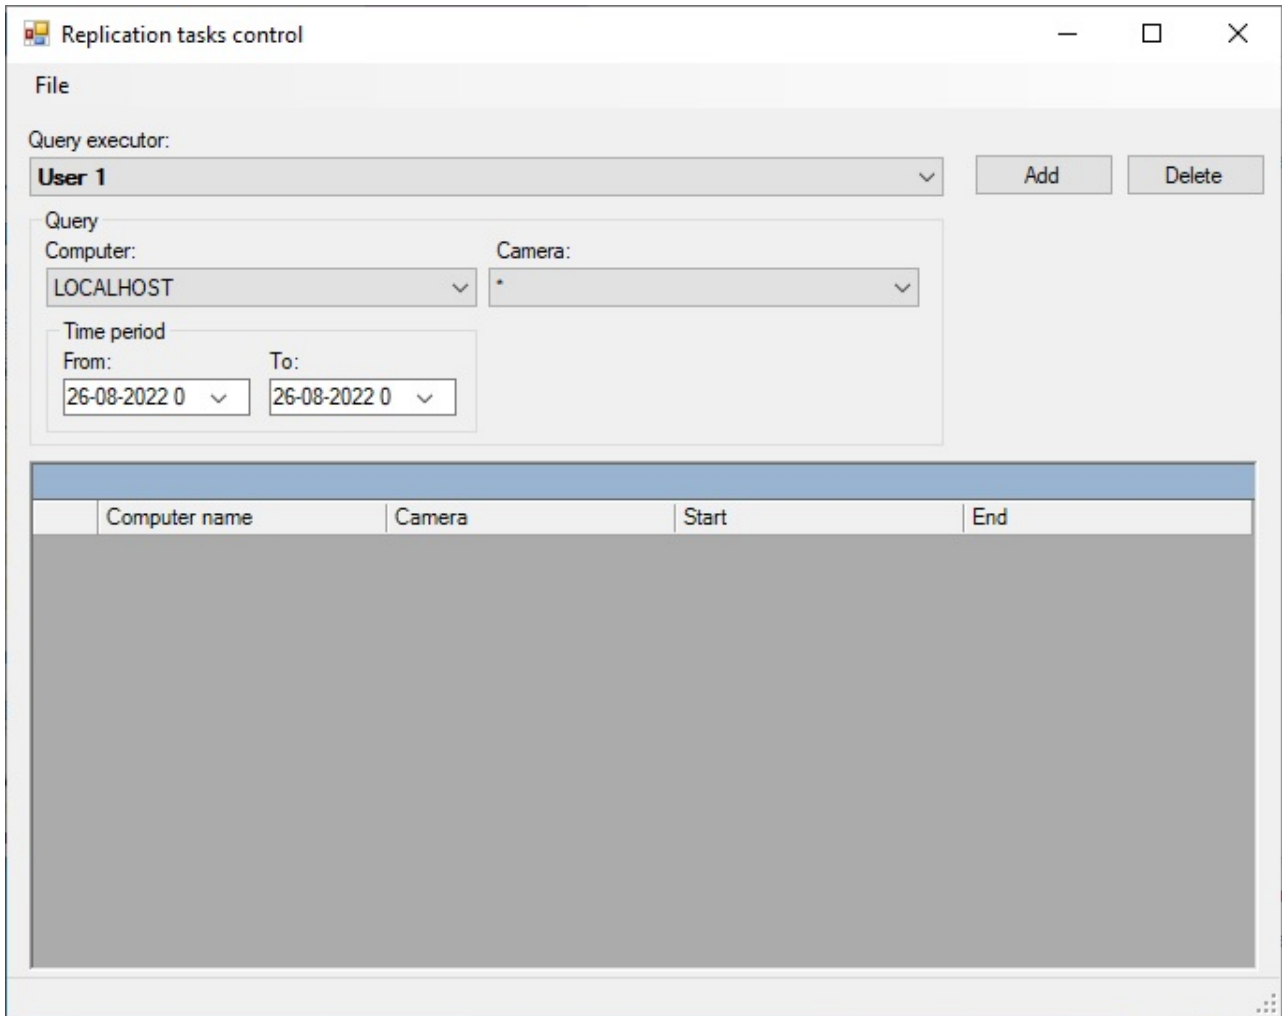 Replication tasks control
File
Query executor:
User 1
Add
Delete
Query
Computer:
Camera:
LOCALHOST
*
Time period
From:
To:
26-08-2022 0
26-08-2022 0
Computer name
Camera
Start
End